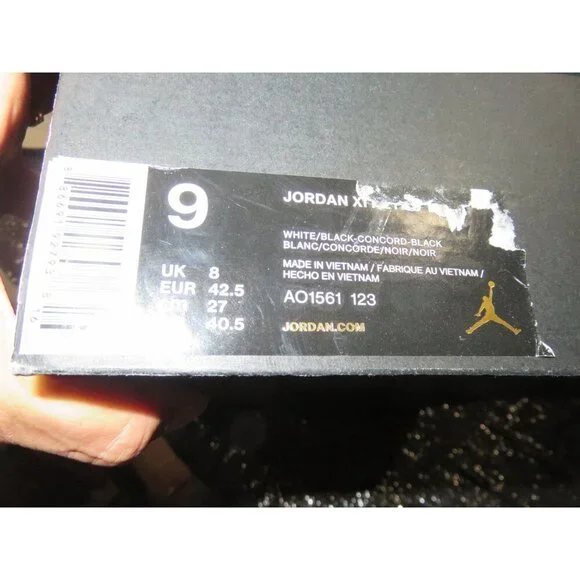 9
JORDAN XI
WHITE/BLACK-CONCORD-BLACK
BLANC/CONCORDE/NOIR/NOIR
MADE IN VIETNAM / FABRIQUE AU VIETNAM /
HECHO EN VIETNAM
UK 8
EUR 42.5
27
40.5
AO1561 123
JORDAN.COM